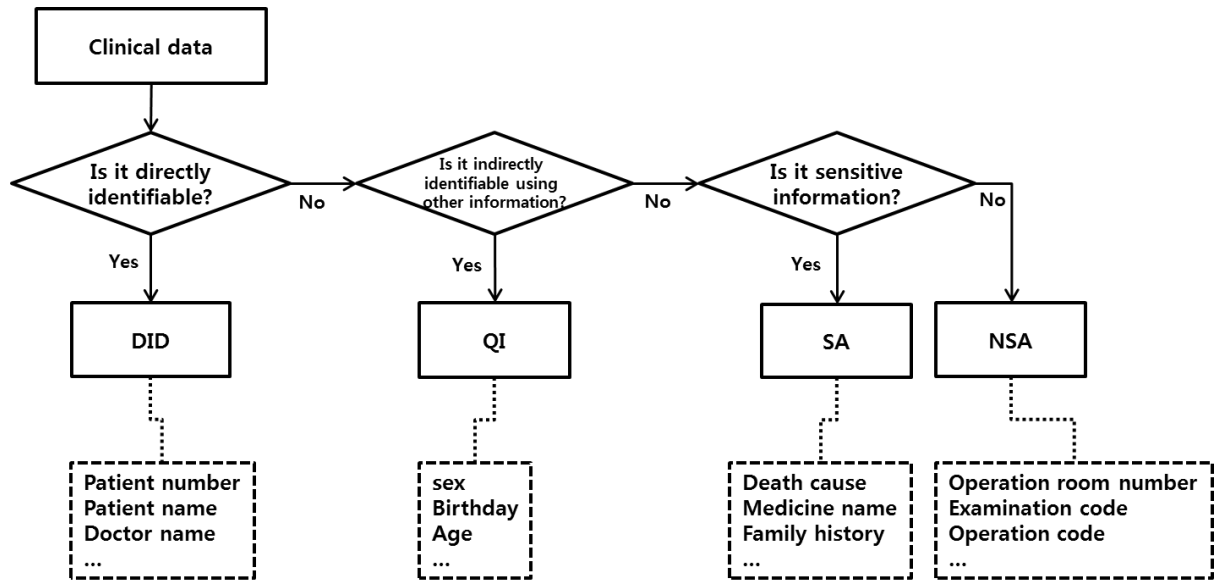 Clinical data
Is it directly
identifiable?
No
Is it indirectly
identifiable using
other information?
No
Is it sensitive
information?
No
Yes
Yes
Yes
DID
QI
SA
NSA
Patient number
Patient name
Doctor name
...
sex
Birthday
Age
...
Death cause
Medicine name
Family history
...
Operation room number
Examination code
Operation code
...